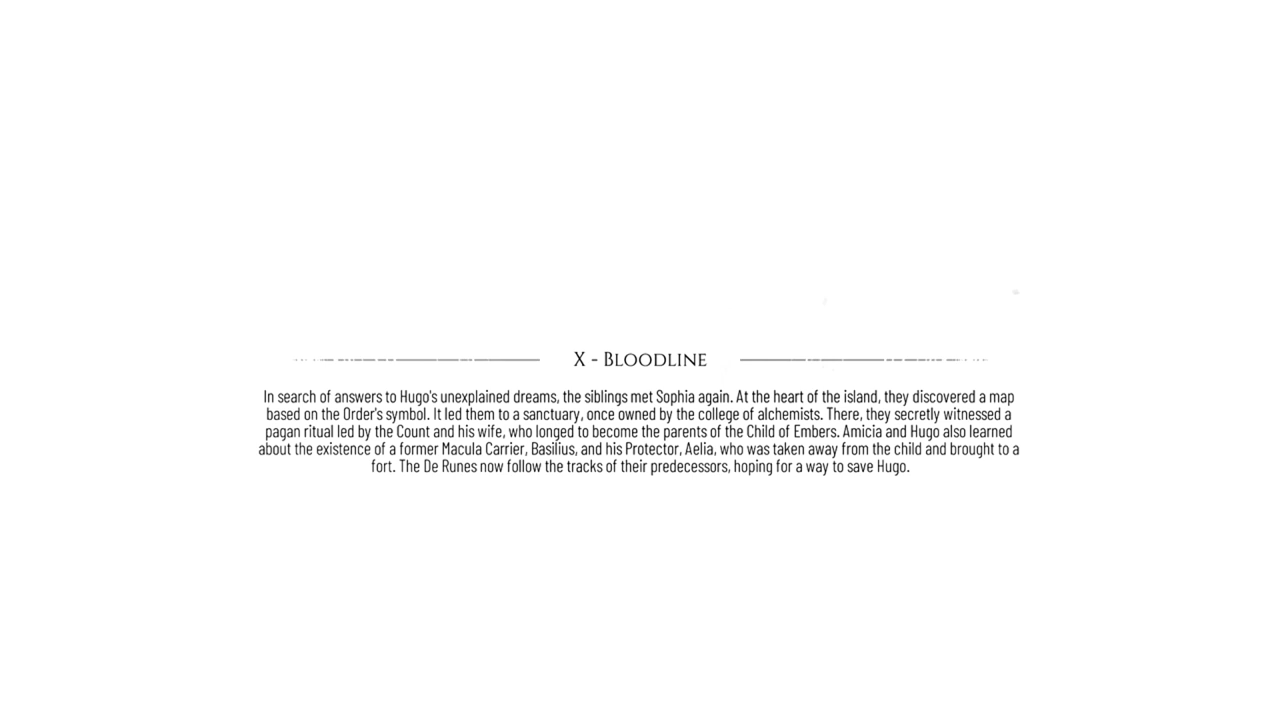 X - Bloodline
In search of answers to Hugo's unexplained dreams, the siblings met Sophia again. At the heart of the island, they discovered a map
based on the Order's symbol. It led them to a sanctuary, once owned by the college of alchemists. There, they secretly witnessed a
pagan ritual led by the Count and his wife, who longed to become the parents of the Child of Embers. Amicia and Hugo also learned
about the existence of a former Macula Carrier, Basilius, and his Protector, Aelia, who was taken away from the child and brought to a
fort. The De Runes now follow the tracks of their predecessors, hoping for a way to save Hugo.